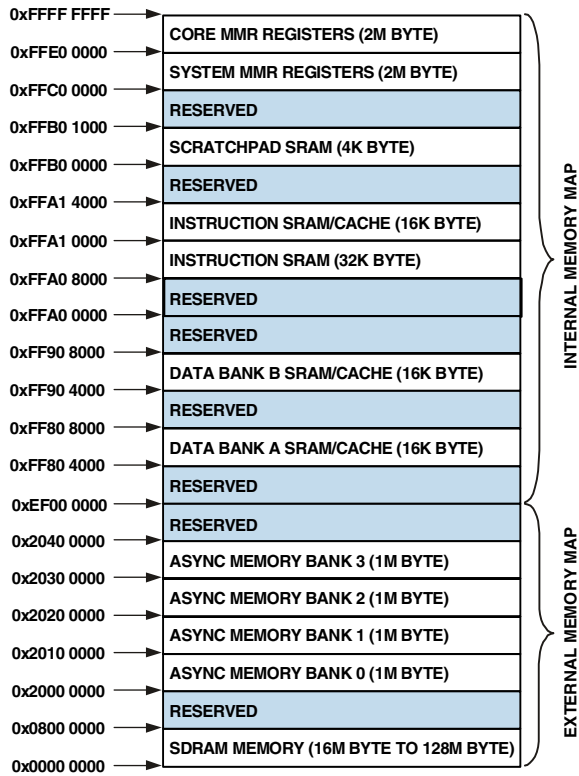 0xFFFF FFFF
CORE MMR REGISTERS (2M BYTE)
0xFFE0 0000
SYSTEM MMR REGISTERS (2M BYTE)
0xFFC0 0000
RESERVED
0xFFB0 1000
SCRATCHPAD SRAM (4K BYTE)
0xFFB0 0000
RESERVED
0xFFA1 4000
INSTRUCTION SRAM/CACHE (16K BYTE)
0xFFA1 0000
INSTRUCTION SRAM (32K BYTE)
0xFFA0 8000
RESERVED
0xFFA0 0000
RESERVED
0xFF90 8000
DATA BANK B SRAM/CACHE (16K BYTE)
0xFF90 4000
RESERVED
0xFF80 8000
DATA BANK A SRAM/CACHE (16K BYTE)
0xFF80 4000
RESERVED
0xEF00 0000
RESERVED
0x2040 0000
ASYNC MEMORY BANK 3 (1M BYTE)
0x2030 0000
ASYNC MEMORY BANK 2 (1M BYTE)
0x2020 0000
ASYNC MEMORY BANK 1 (1M BYTE)
0x2010 0000
ASYNC MEMORY BANK 0 (1M BYTE)
0x2000 0000
RESERVED
0x0800 0000
SDRAM MEMORY (16M BYTE TO 128M BYTE)
0x0000 0000
INTERNAL MEMORY MAP
EXTERNAL MEMORY MAP